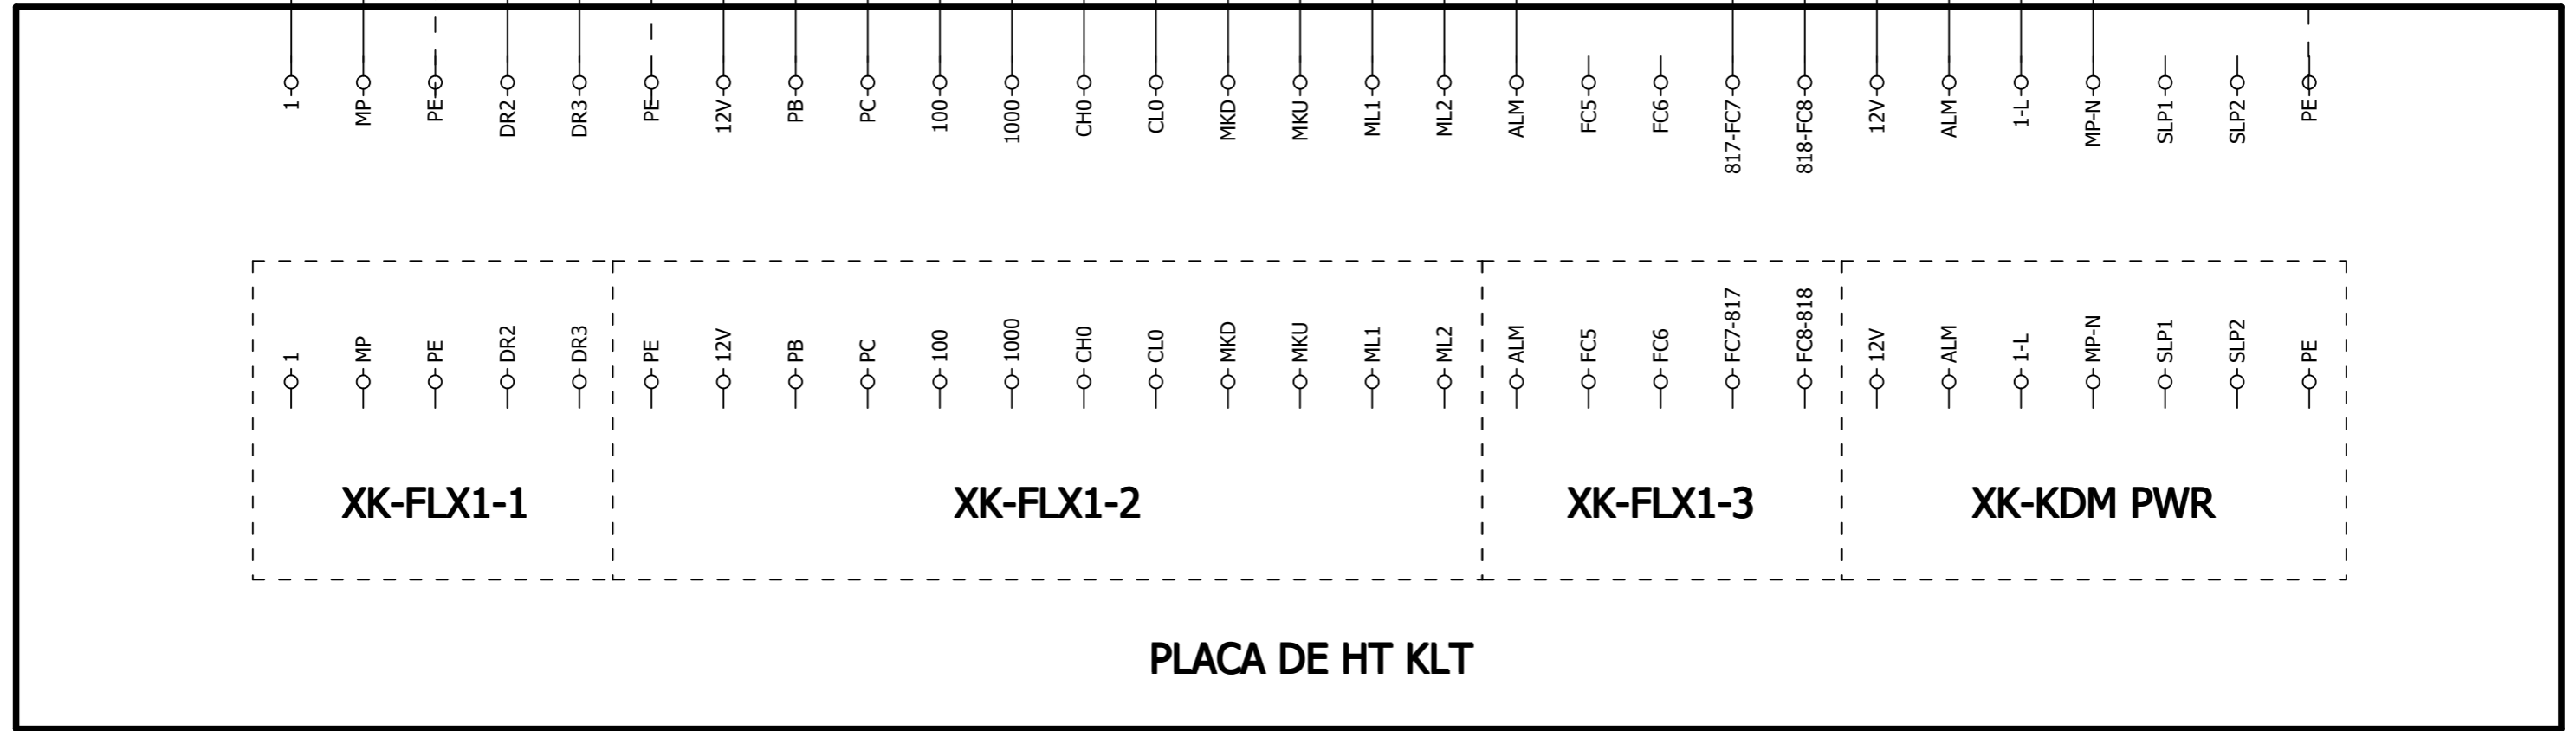 1 MP PE DR2 DR3 PE 12V PB PC 100 1000 CH0 CL0 MKD MKU ML1 ML2 ALM FC5 FC6 817-FC7 818-FC8 12V ALM 1-L MP-N SLP1 SLP2 PE
1 MP PE DR2 DR3 PE 12V PB PC 100 1000 CH0 CL0 MKD MKU ML1 ML2 ALM FC5 FC6 FC7-817 FC8-818 12V ALM 1-L MP-N SLP1 SLP2 PE
XK-FLX1-1 XK-FLX1-2 XK-FLX1-3 XK-KDM PWR
PLACA DE HT KLT